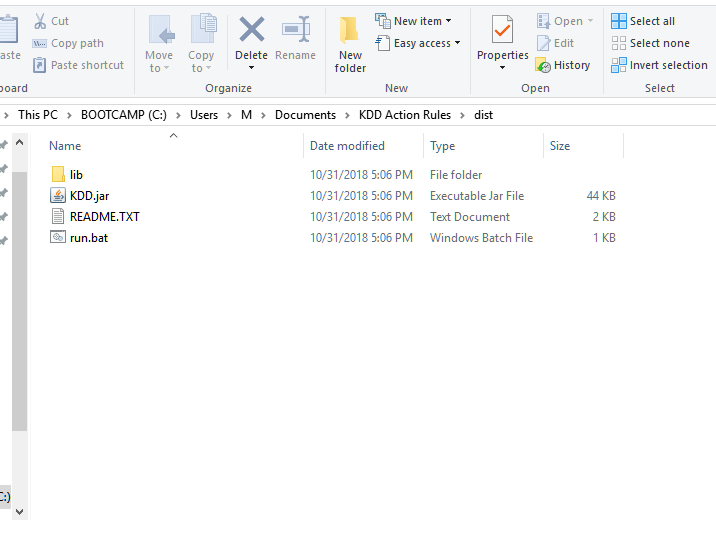 Cut
New item
Open
Select all
aste
Copy path
Move to
Copy to
Delete
Rename
New folder
Easy access
Properties
Edit
Select none
Paste shortcut
History
Invert selection
board
Organize
New
Open
Select
This PC > BOOTCAMP (C:) > Users > M > Documents > KDD Action Rules > dist
Name Date modified Type Size
lib 10/31/2018 5:06 PM File folder
KDD.jar 10/31/2018 5:06 PM Executable Jar File 44 KB
README.TXT 10/31/2018 5:06 PM Text Document 2 KB
run.bat 10/31/2018 5:06 PM Windows Batch File 1 KB
C:)